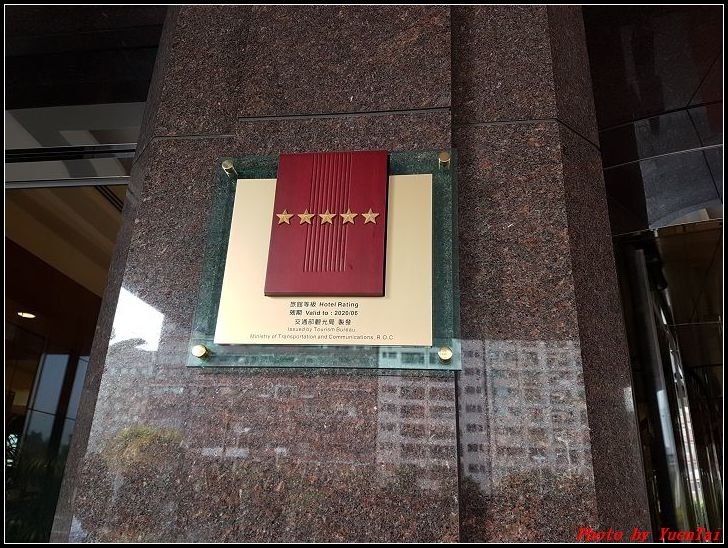 旅館等級 Hotel Rating
效期 Valid to : 2020/06
交通部觀光局 製發
Issued by Tourism Bureau
Ministry of Transportation and Communications , R.O.C.
Photo by YuenTai